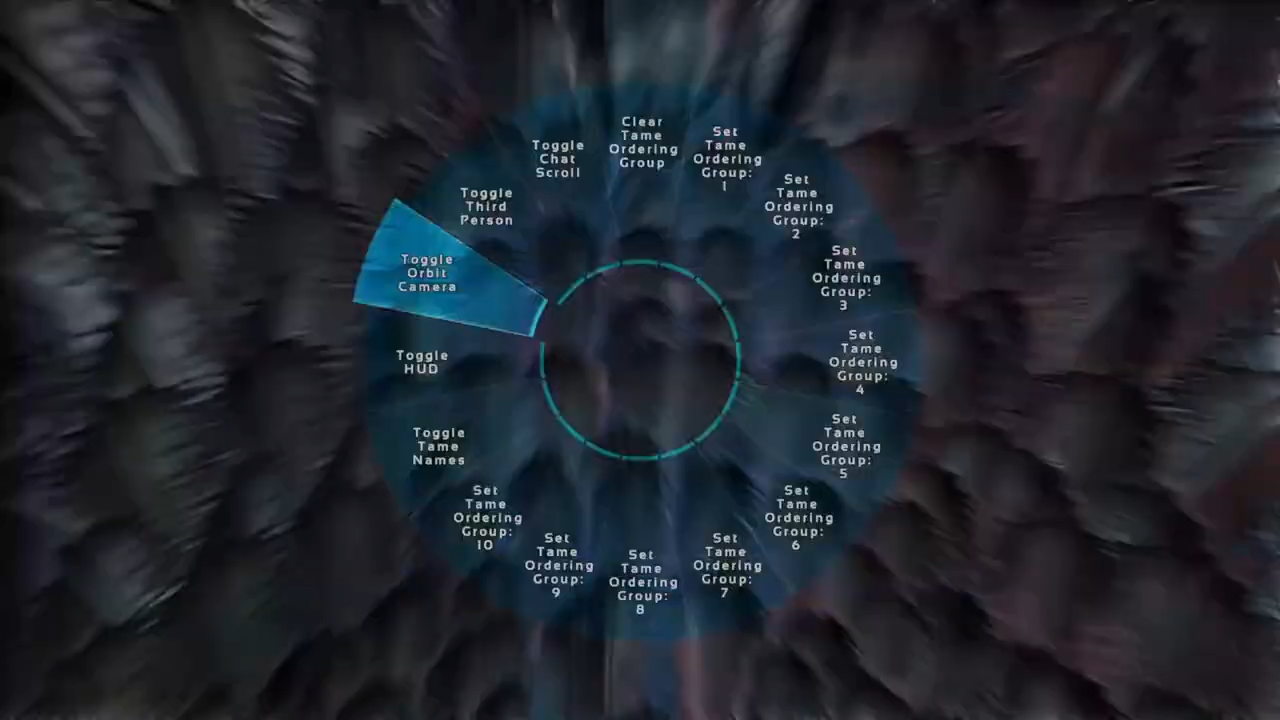 Clear
Tame
Ordering
Group
Set
Tame
Ordering
Group:
1
Set
Tame
Ordering
Group:
2
Set
Tame
Ordering
Group:
3
Set
Tame
Ordering
Group:
4
Set
Tame
Ordering
Group:
5
Set
Tame
Ordering
Group:
6
Set
Tame
Ordering
Group:
7
Set
Tame
Ordering
Group:
8
Set
Tame
Ordering
Group:
9
Set
Tame
Ordering
Group:
10
Toggle
Tame
Names
Toggle
HUD
Toggle
Orbit
Camera
Toggle
Third
Person
Toggle
Chat
Scroll